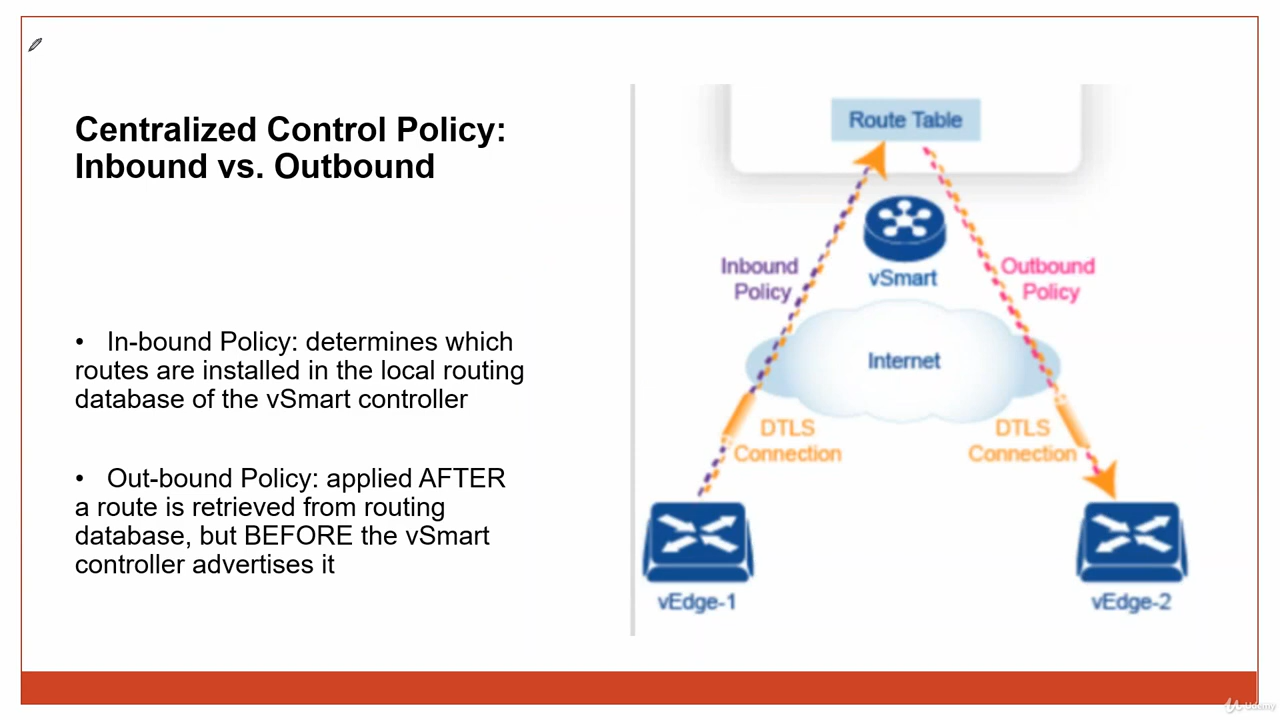 Centralized Control Policy:
Inbound vs. Outbound
• In-bound Policy: determines which
routes are installed in the local routing
database of the vSmart controller
• Out-bound Policy: applied AFTER
a route is retrieved from routing
database, but BEFORE the vSmart
controller advertises it
Route Table
Inbound
Policy
vSmart
Outbound
Policy
Internet
DTLS
Connection
DTLS
Connection
vEdge-1
vEdge-2
Udemy